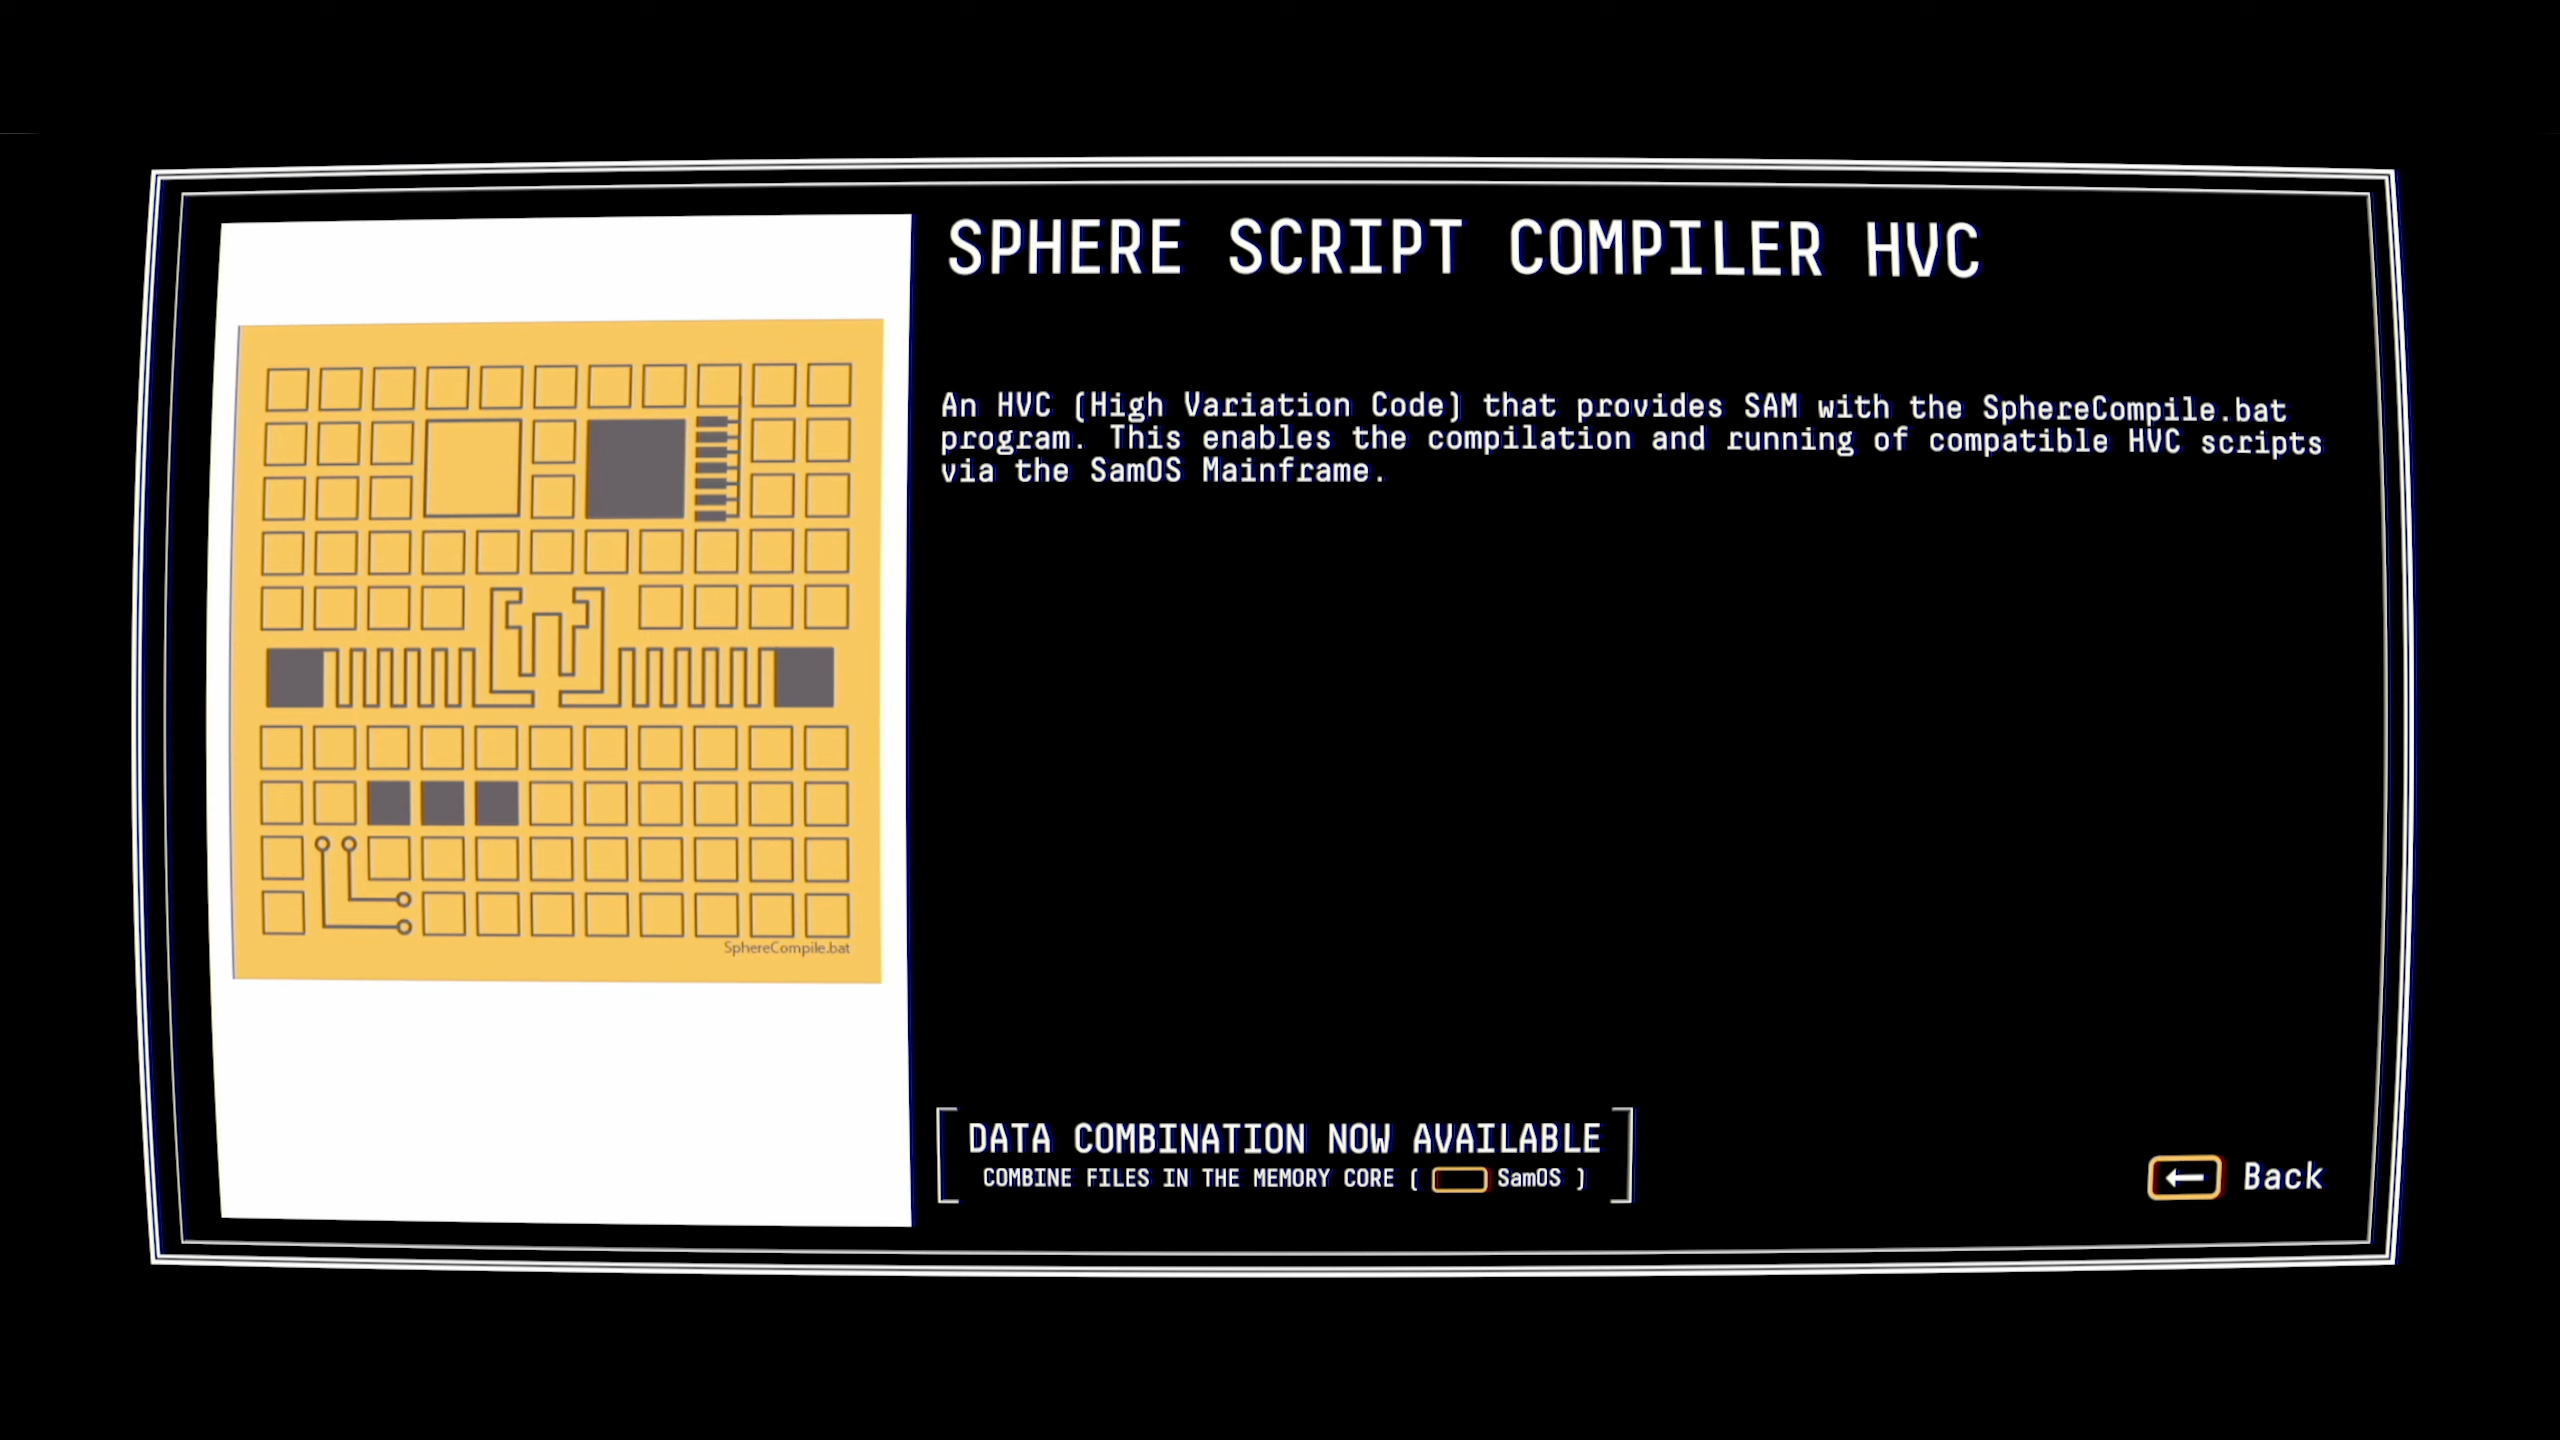 SPHERE SCRIPT COMPILER HVC
An HVC (High Variation Code) that provides SAM with the SphereCompile.bat
program. This enables the compilation and running of compatible HVC scripts
via the SamOS Mainframe.
SphereCompile.bat
DATA COMBINATION NOW AVAILABLE
COMBINE FILES IN THE MEMORY CORE ( SamOS )
Back